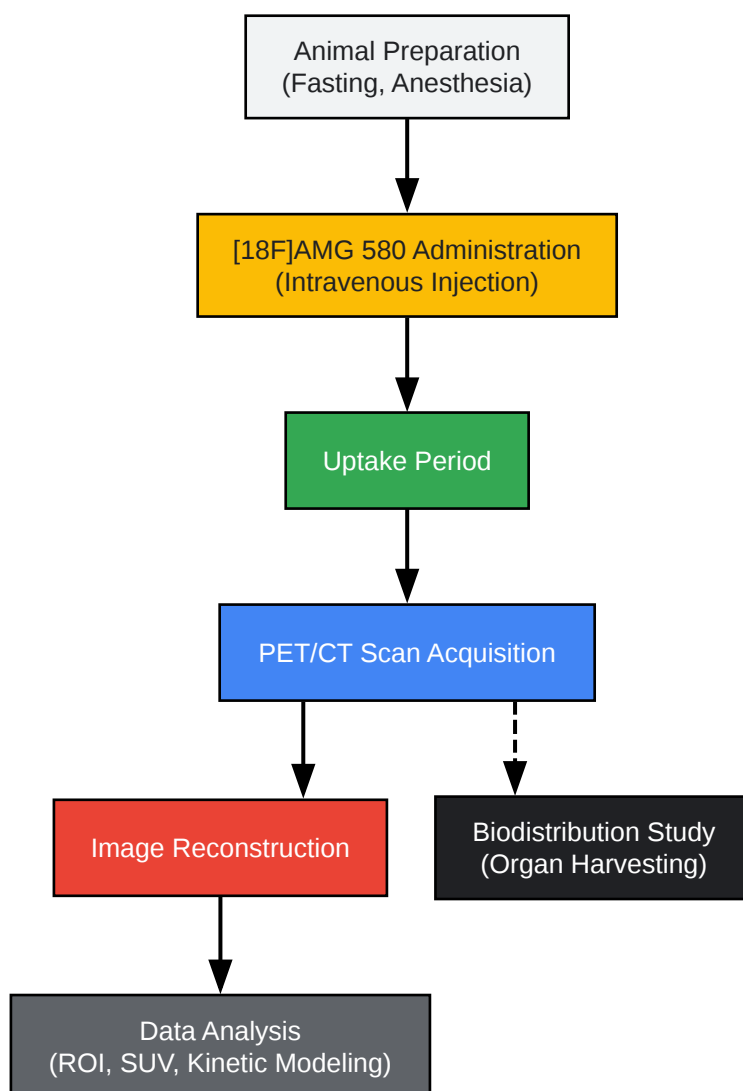 Animal Preparation
(Fasting, Anesthesia)
[18F]AMG 580 Administration
(Intravenous Injection)
Uptake Period
PET/CT Scan Acquisition
Image Reconstruction
Biodistribution Study
(Organ Harvesting)
Data Analysis
(ROI, SUV, Kinetic Modeling)